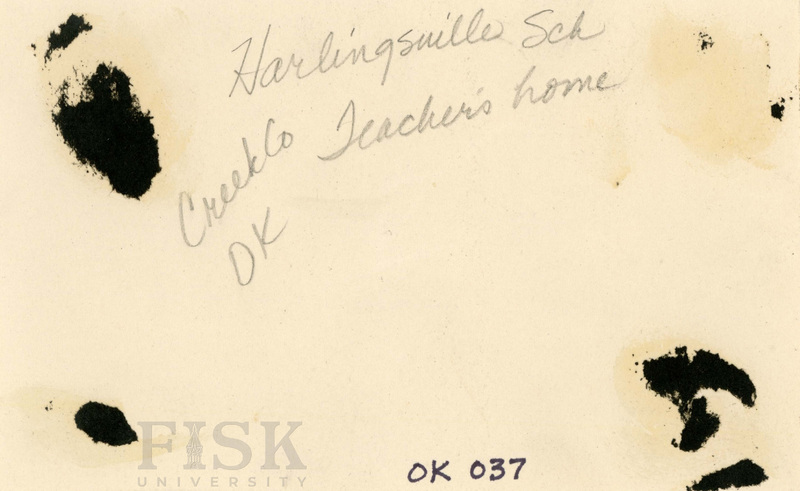 Harlingsville Sch
Teacher's home
Creek Co
OK
FISK
UNIVERSITY
OK 037